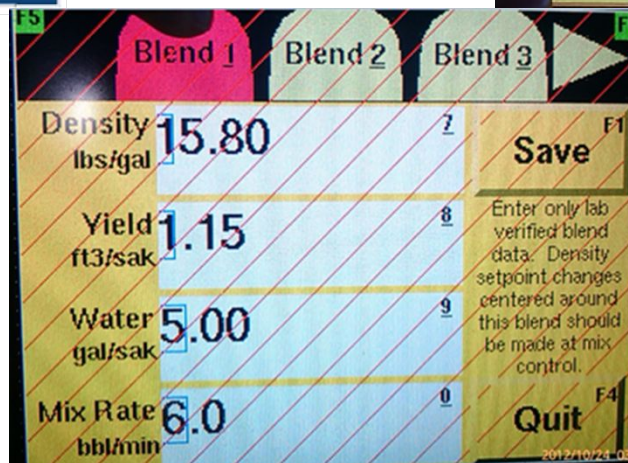 F5
F
Blend 1
Blend 2
Blend 3
Density
lbs/gal
15.80
7
Yield
ft3/sak
1.15
8
Water
gal/sak
5.00
9
Mix Rate
bbl/min
6.0
0
F1
Save
Enter only lab
verified blend
data. Density
setpoint changes
centered around
this blend should
be made at mix
control.
F4
Quit
2012/10/24